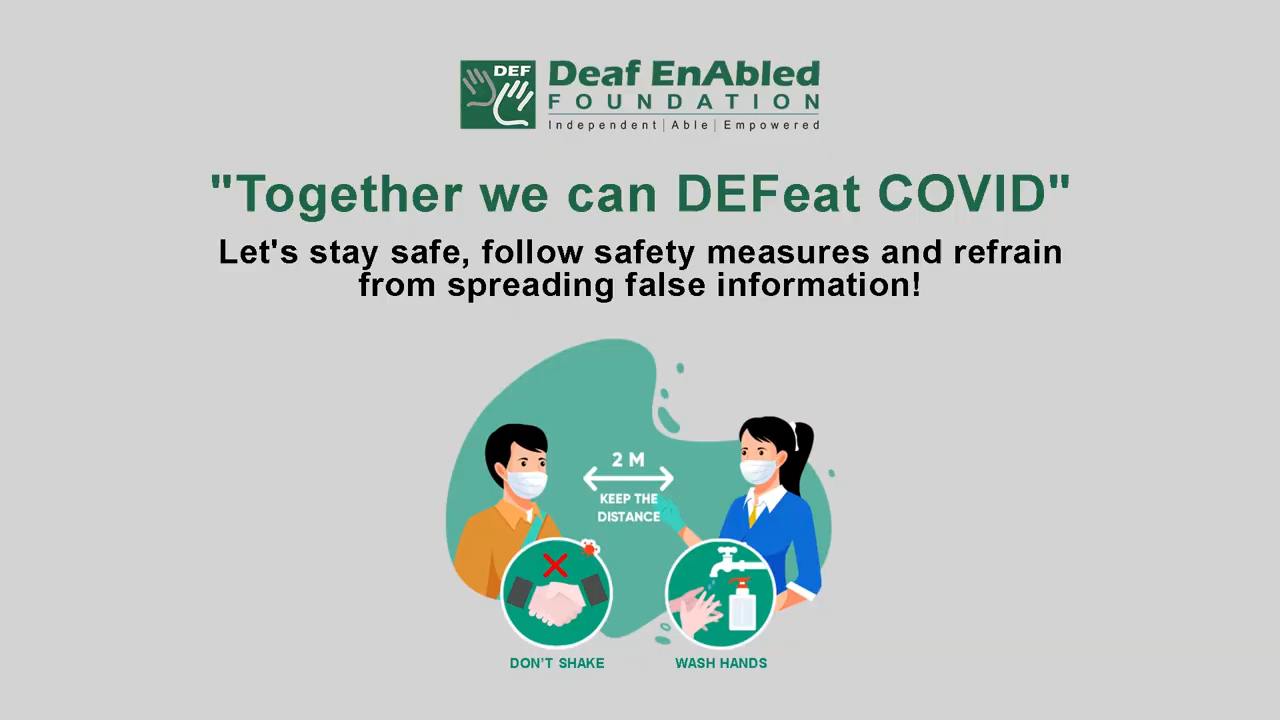 DEF
Deaf EnAbled
FOUNDATION
Independent | Able | Empowered
"Together we can DEFeat COVID"
Let's stay safe, follow safety measures and refrain
from spreading false information!
2 M
KEEP THE
DISTANCE
DON'T SHAKE
WASH HANDS